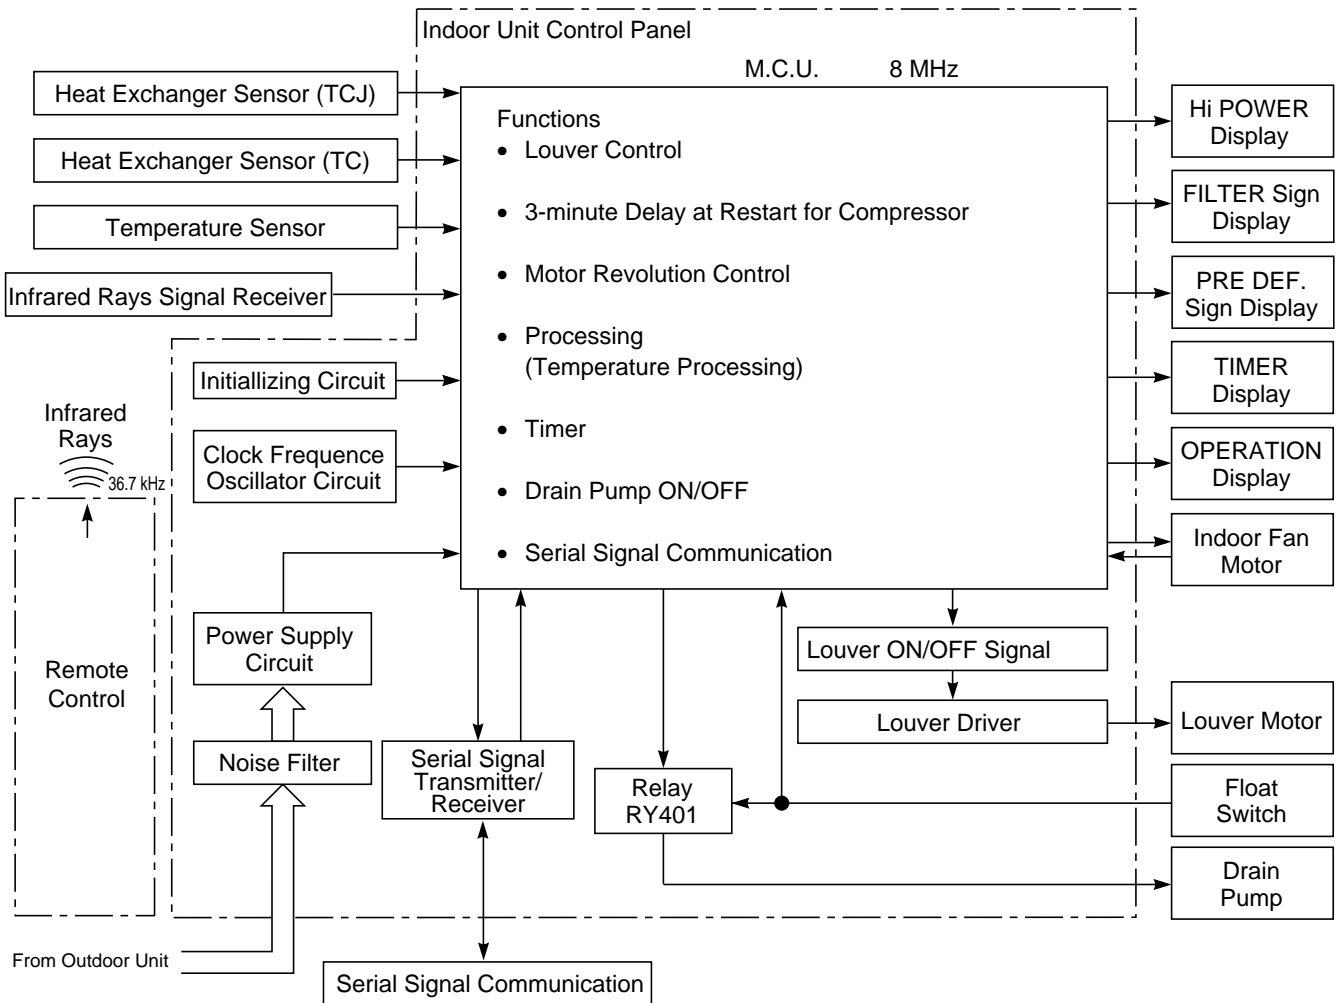 Indoor Unit Control Panel
M.C.U. 8 MHz
Heat Exchanger Sensor (TCJ)
Heat Exchanger Sensor (TC)
Temperature Sensor
Infrared Rays Signal Receiver
Initiallizing Circuit
Clock Frequence
Oscillator Circuit
Infrared
Rays
36.7 kHz
Remote
Control
Power Supply
Circuit
Noise Filter
From Outdoor Unit
Functions
• Louver Control
• 3-minute Delay at Restart for Compressor
• Motor Revolution Control
• Processing
(Temperature Processing)
• Timer
• Drain Pump ON/OFF
• Serial Signal Communication
Serial Signal
Transmitter/
Receiver
Serial Signal Communication
Relay
RY401
Louver ON/OFF Signal
Louver Driver
Hi POWER
Display
FILTER Sign
Display
PRE DEF.
Sign Display
TIMER
Display
OPERATION
Display
Indoor Fan
Motor
Louver Motor
Float
Switch
Drain
Pump